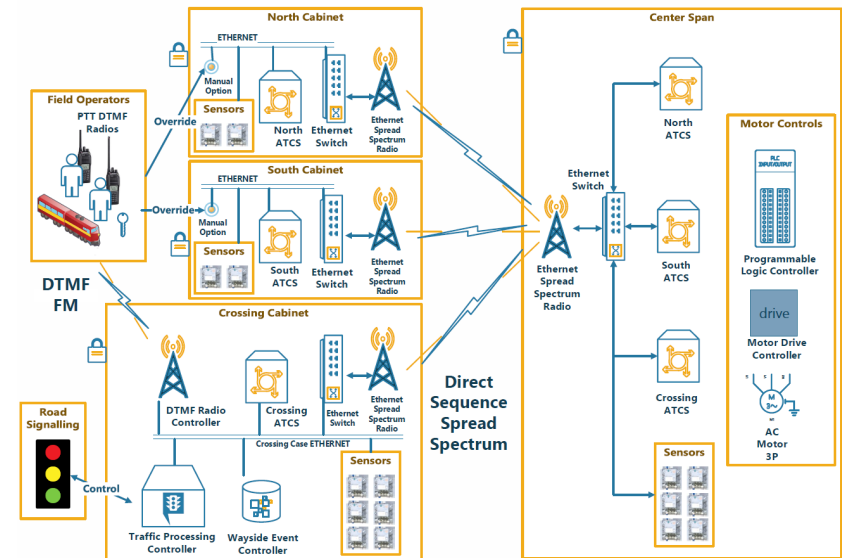 North Cabinet
ETHERNET
Manual
Option
Sensors
North
ATCS
Ethernet
Switch
Ethernet
Spread
Spectrum
Radio
Field Operators
PTT DTMF
Radios
Override
Override
South Cabinet
ETHERNET
Manual
Option
Sensors
South
ATCS
Ethernet
Switch
Ethernet
Spread
Spectrum
Radio
DTMF
FM
Crossing Cabinet
DTMF Radio
Controller
Crossing
ATCS
Ethernet
Switch
Ethernet
Spread
Spectrum
Radio
Crossing Case ETHERNET
Road
Signalling
Control
Traffic Processing
Controller
Wayside Event
Controller
Sensors
Direct
Sequence
Spread
Spectrum
Center Span
Ethernet
Spread
Spectrum
Radio
Ethernet
Switch
North
ATCS
South
ATCS
Crossing
ATCS
Sensors
Motor Controls
PLC
INPUT/OUTPUT
Programmable
Logic Controller
drive
Motor Drive
Controller
M
3~
AC
Motor
3P